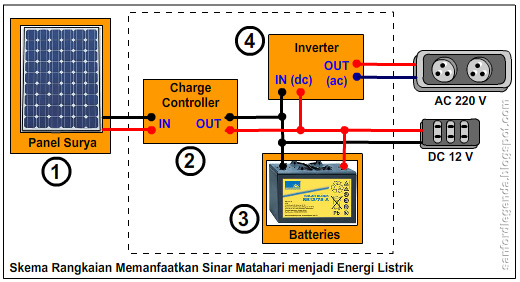 4
Inverter
OUT
IN (dc) (ac)
AC 220 V
Charge
Controller
IN OUT
Panel Surya
1
2
DC 12 V
3
Batteries
Skema Rangkaian Memanfaatkan Sinar Matahari menjadi Energi Listrik
sanfordlegenda.blogspot.com